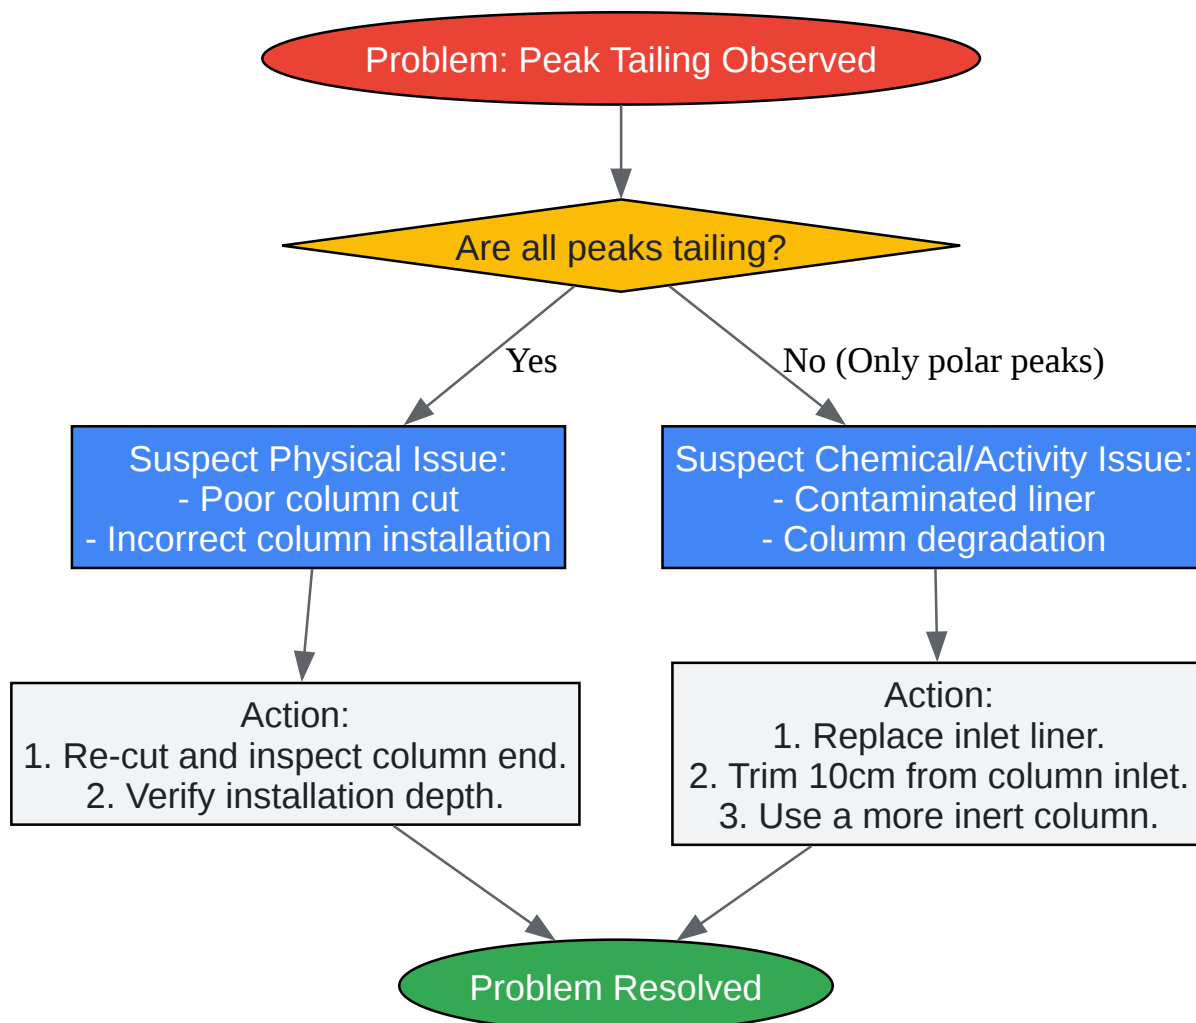 Problem: Peak Tailing Observed
Are all peaks tailing?
Yes
No (Only polar peaks)
Suspect Physical Issue:
- Poor column cut
- Incorrect column installation
Suspect Chemical/Activity Issue:
- Contaminated liner
- Column degradation
Action:
1. Re-cut and inspect column end.
2. Verify installation depth.
Action:
1. Replace inlet liner.
2. Trim 10cm from column inlet.
3. Use a more inert column.
Problem Resolved